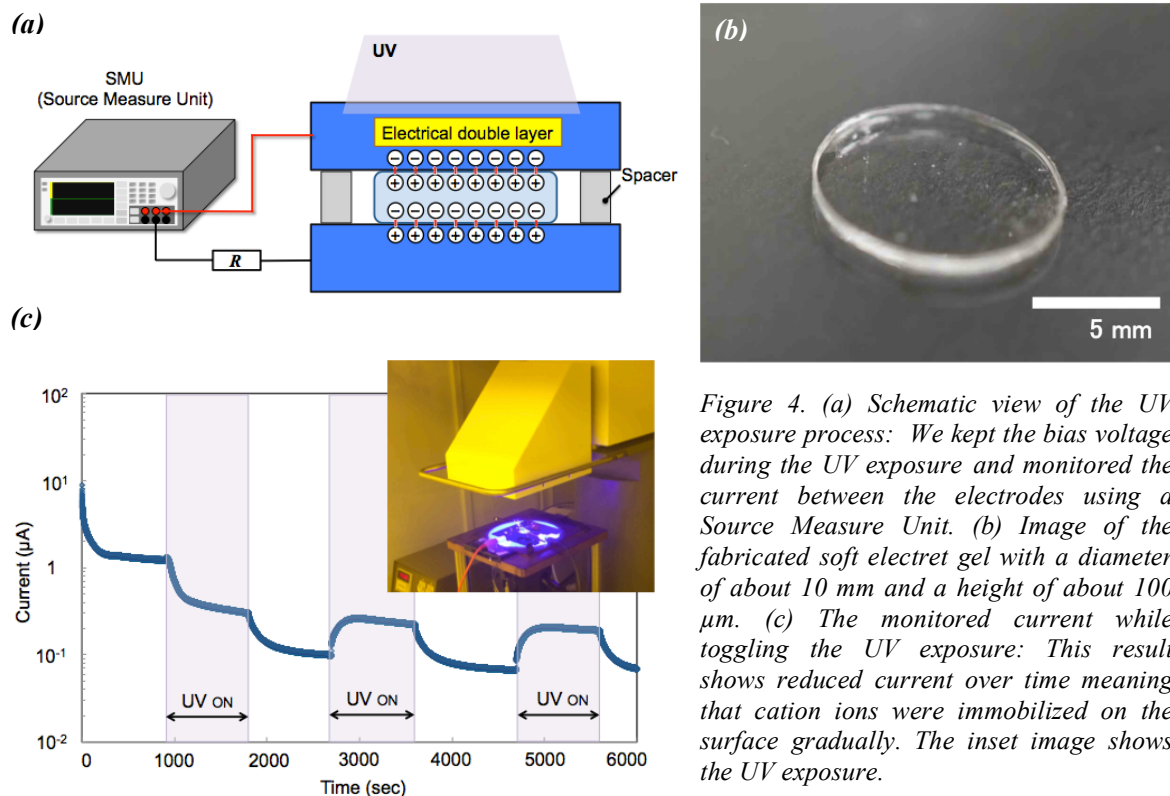 (a)
UV
SMU
(Source Measure Unit)
Electrical double layer
Spacer
R
(b)
5 mm
(c)
Current (µA)
10²
10¹
1
10⁻¹
10⁻²
UV ON
UV ON
UV ON
0
1000
2000
3000
4000
5000
6000
Time (sec)
Figure 4. (a) Schematic view of the UV
exposure process: We kept the bias voltage
during the UV exposure and monitored the
current between the electrodes using a
Source Measure Unit. (b) Image of the
fabricated soft electret gel with a diameter
of about 10 mm and a height of about 100
µm. (c) The monitored current while
toggling the UV exposure: This result
shows reduced current over time meaning
that cation ions were immobilized on the
surface gradually. The inset image shows
the UV exposure.